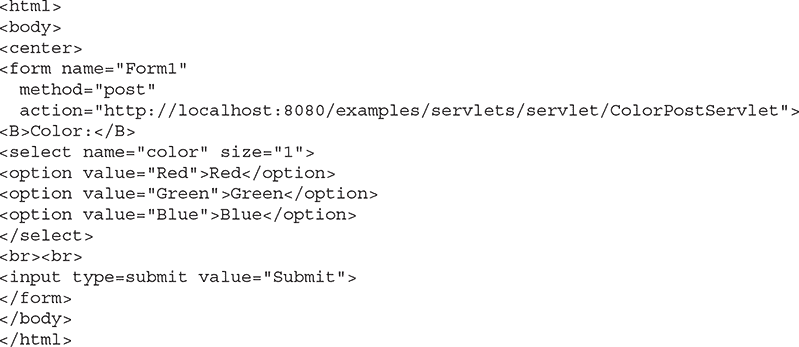 <html>
<body>
<center>
<form name="Form1"
  method="post"
  action="http://localhost:8080/examples/servlets/servlet/ColorPostServlet">
<B>Color:</B>
<select name="color" size="1">
<option value="Red">Red</option>
<option value="Green">Green</option>
<option value="Blue">Blue</option>
</select>
<br><br>
<input type=submit value="Submit">
</form>
</body>
</html>